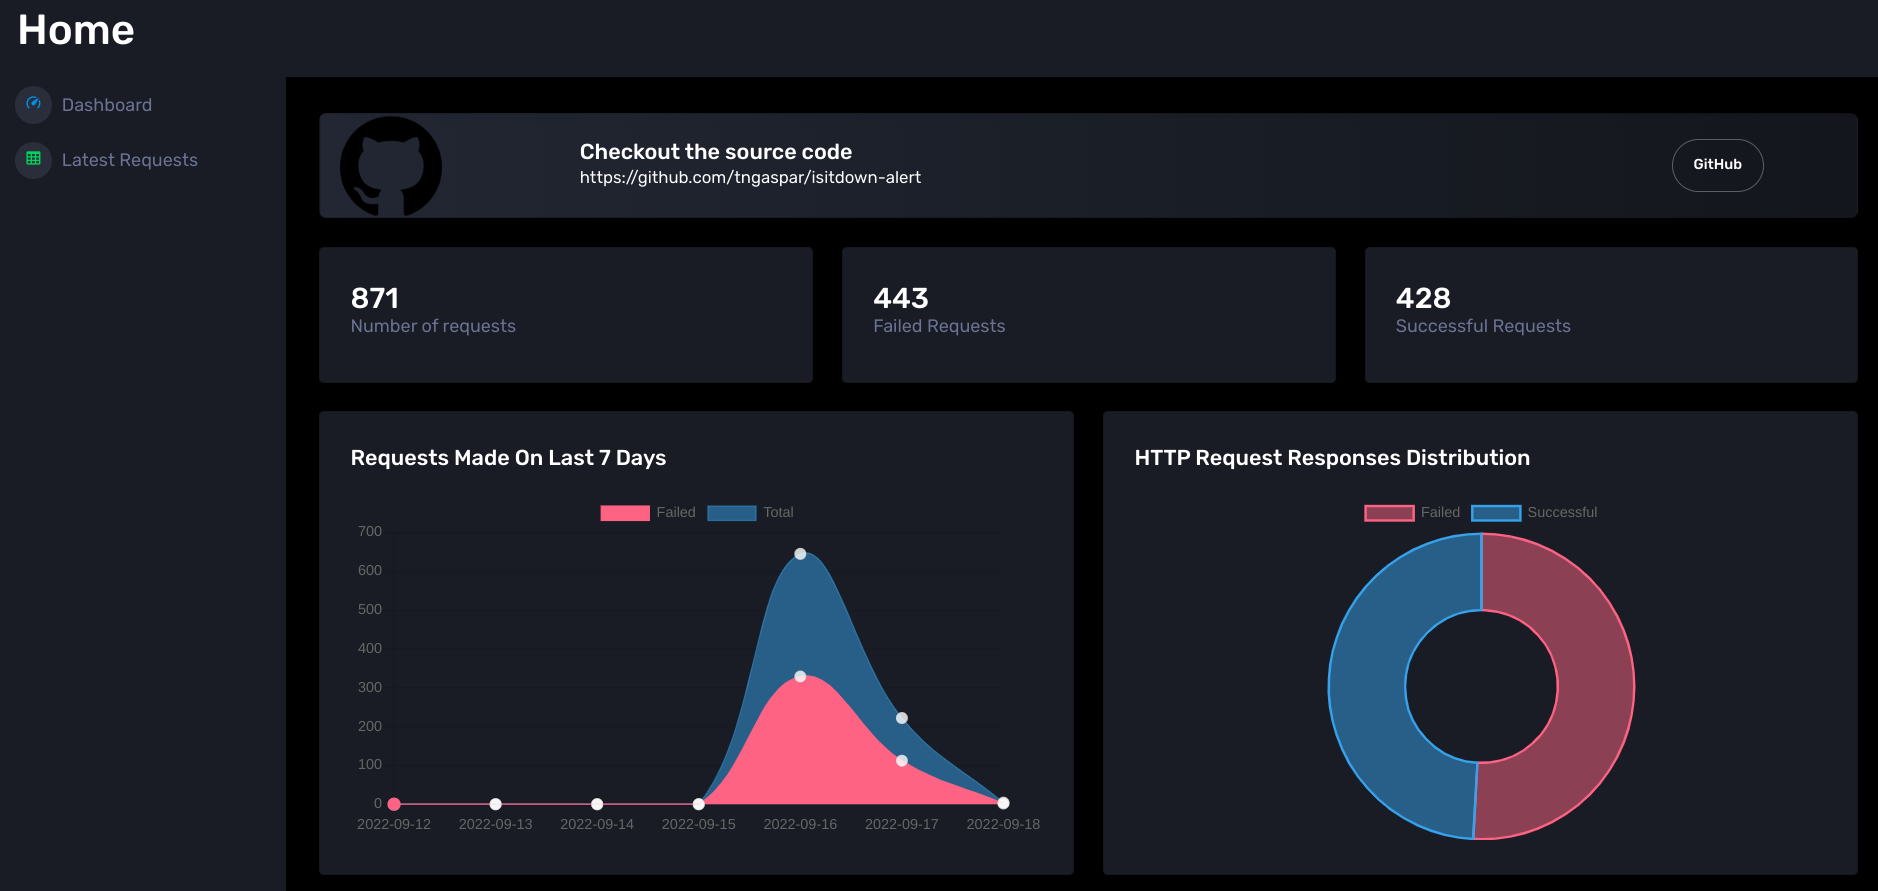 Home
Dashboard
Latest Requests
Checkout the source code
https://github.com/tngaspar/isitdown-alert
GitHub
871
Number of requests
443
Failed Requests
428
Successful Requests
Requests Made On Last 7 Days
Failed Total
700
600
500
400
300
200
100
0
2022-09-12 2022-09-13 2022-09-14 2022-09-15 2022-09-16 2022-09-17 2022-09-18
HTTP Request Responses Distribution
Failed Successful